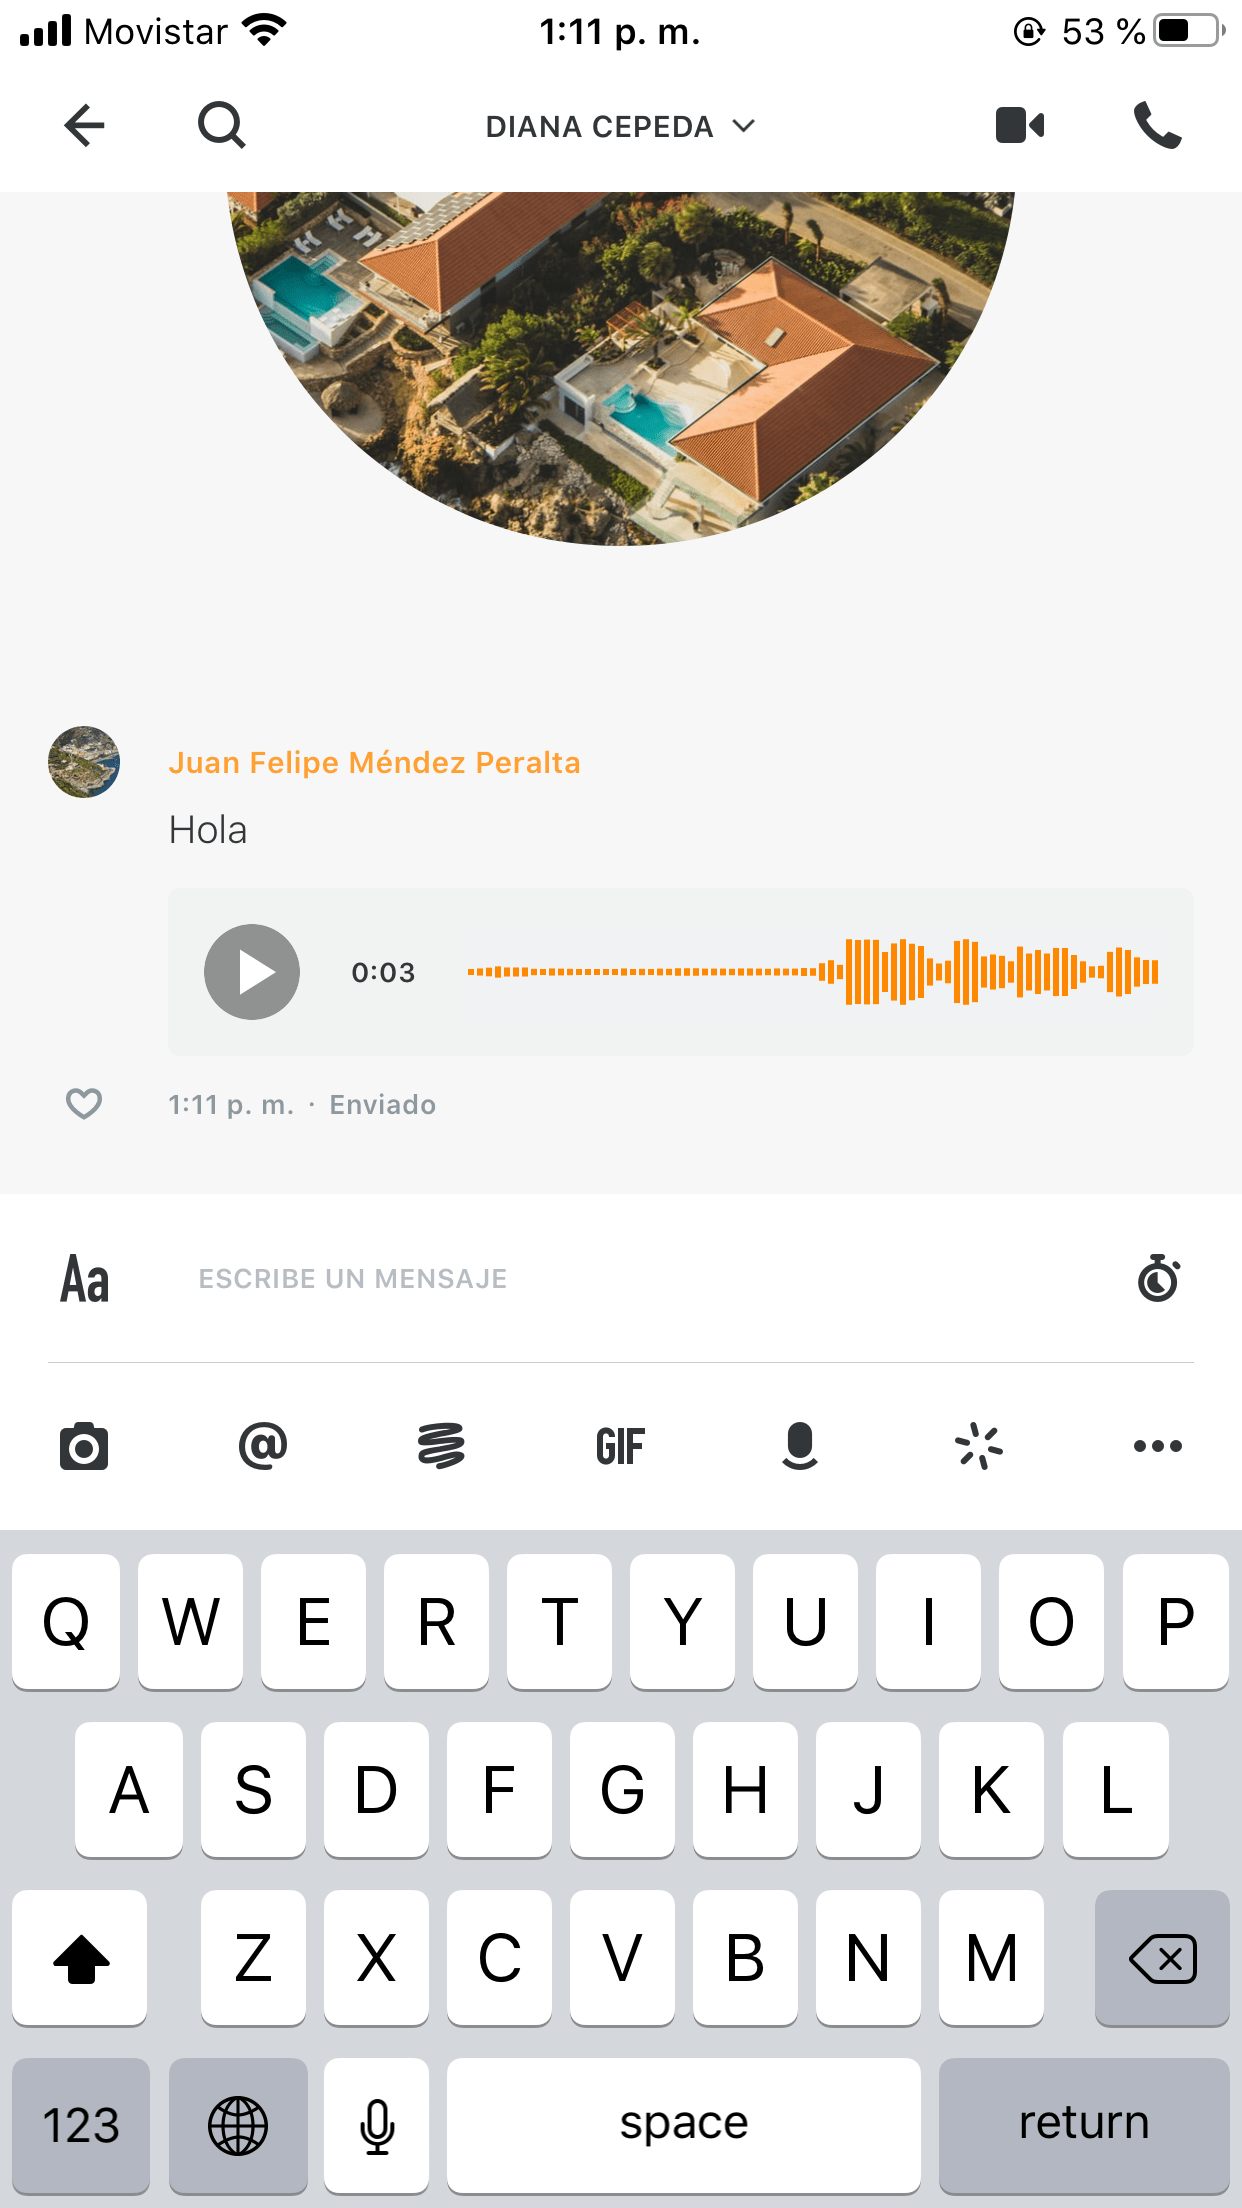 Movistar 1:11 p. m. 53 %
DIANA CEPEDA
Juan Felipe Méndez Peralta
Hola
0:03
1:11 p. m. · Enviado
Aa ESCRIBE UN MENSAJE
@ GIF
Q W E R T Y U I O P
A S D F G H J K L
Z X C V B N M
123 space return